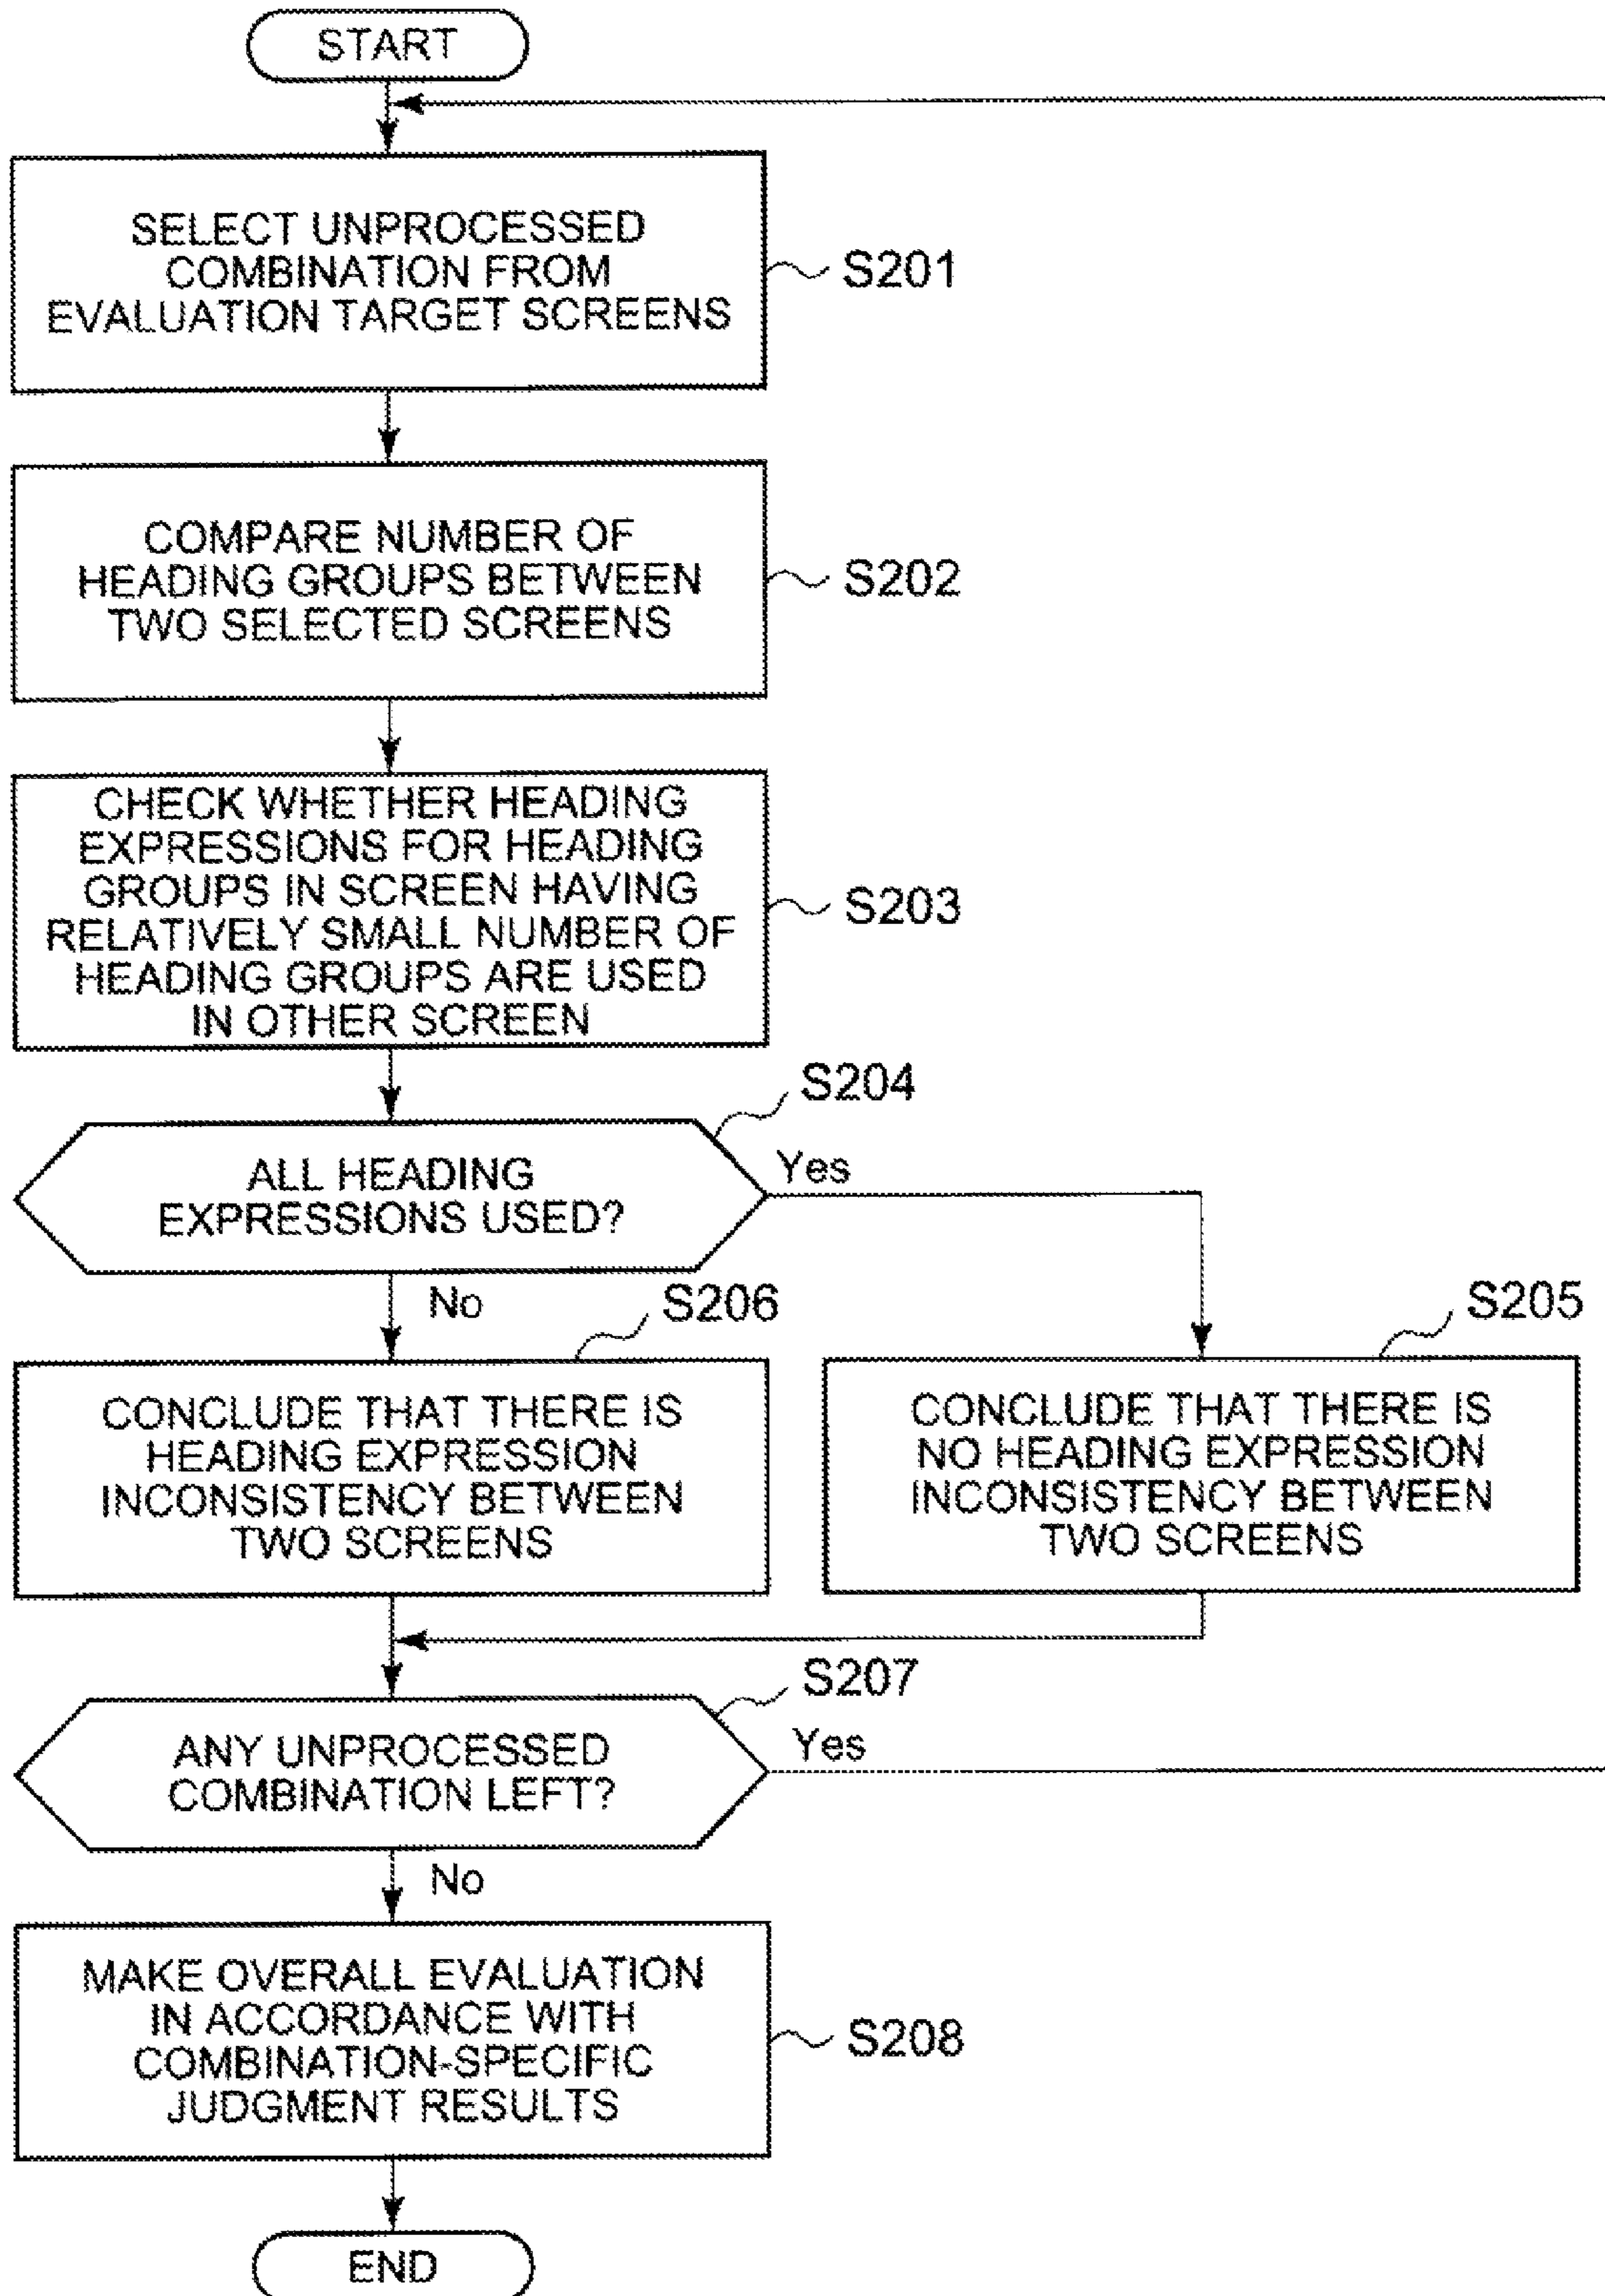 START
SELECT UNPROCESSED
COMBINATION FROM
EVALUATION TARGET SCREENS
S201
COMPARE NUMBER OF
HEADING GROUPS BETWEEN
TWO SELECTED SCREENS
S202
CHECK WHETHER HEADING
EXPRESSIONS FOR HEADING
GROUPS IN SCREEN HAVING
RELATIVELY SMALL NUMBER OF
HEADING GROUPS ARE USED
IN OTHER SCREEN
S203
S204
ALL HEADING
EXPRESSIONS USED?
Yes
No
S206
CONCLUDE THAT THERE IS
HEADING EXPRESSION
INCONSISTENCY BETWEEN
TWO SCREENS
S205
CONCLUDE THAT THERE IS
NO HEADING EXPRESSION
INCONSISTENCY BETWEEN
TWO SCREENS
S207
ANY UNPROCESSED
COMBINATION LEFT?
Yes
No
MAKE OVERALL EVALUATION
IN ACCORDANCE WITH
COMBINATION-SPECIFIC
JUDGMENT RESULTS
S208
END